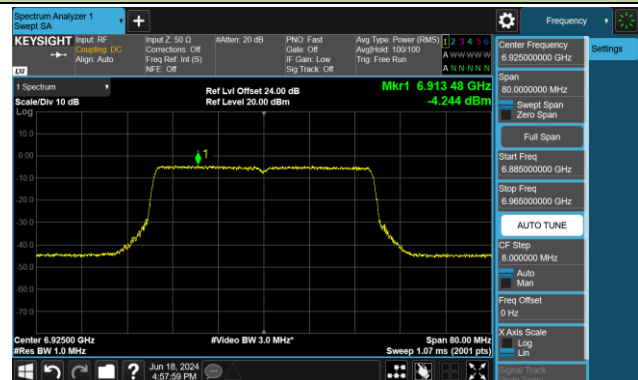 Spectrum Analyzer 1
Swept SA
+
Frequency
KEYSIGHT
Input: RF
Coupling: DC
Align: Auto
Input Z: 50 Ω
Corrections: Off
Freq Ref: Int (S)
NFE: Off
#Atten: 20 dB
PNO: Fast
Gate: Off
IF Gain: Low
Sig Track: Off
Avg Type: Power (RMS)
Avg|Hold: 100/100
Trig: Free Run
1 2 3 4 5 6
A W W W W W
A N N N N N
LXI
1 Spectrum
Scale/Div 10 dB
Log
Ref Lvl Offset 24.00 dB
Ref Level 20.00 dBm
Mkr1 6.913 48 GHz
-4.244 dBm
10.0
0.00
-10.0
-20.0
-30.0
-40.0
-50.0
-60.0
-70.0
1
Center 6.92500 GHz
#Res BW 1.0 MHz
#Video BW 3.0 MHz*
Span 80.00 MHz
Sweep 1.07 ms (2001 pts)
Jun 18, 2024
4:57:59 PM
?
Center Frequency
6.925000000 GHz
Settings
Span
80.0000000 MHz
Swept Span
Zero Span
Full Span
Start Freq
6.885000000 GHz
Stop Freq
6.965000000 GHz
AUTO TUNE
CF Step
8.000000 MHz
Auto
Man
Freq Offset
0 Hz
X Axis Scale
Log
Lin
Signal Track